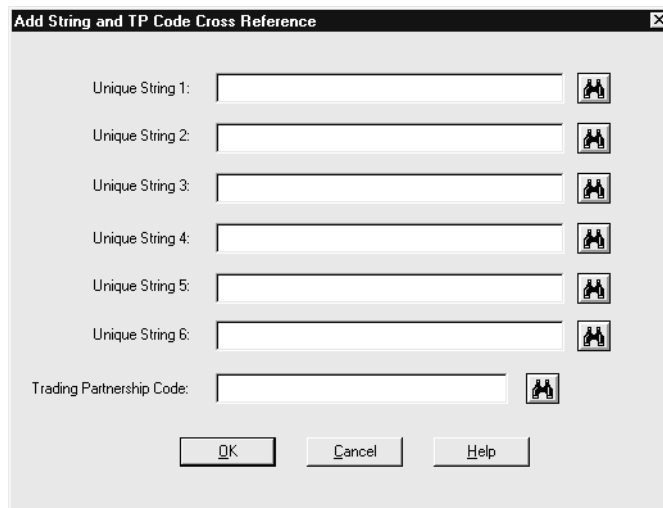 Add String and TP Code Cross Reference
Unique String 1:
Unique String 2:
Unique String 3:
Unique String 4:
Unique String 5:
Unique String 6:
Trading Partnership Code:
OK Cancel Help